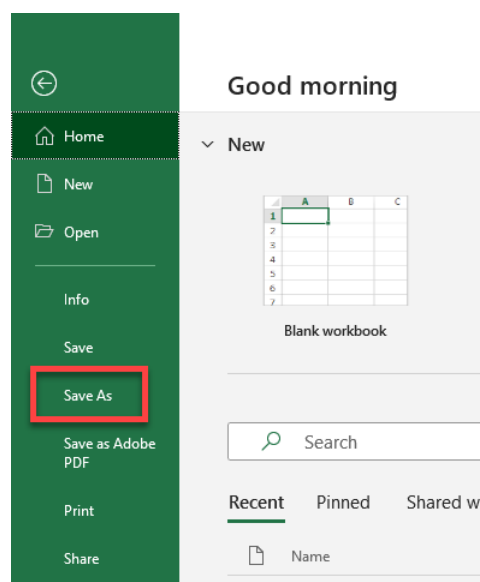 Good morning
Home
New
Open
Info
Save
Save As
Save as Adobe
PDF
Print
Share
New
A B C
1
2
3
4
5
6
7
Blank workbook
Search
Recent Pinned Shared w
Name